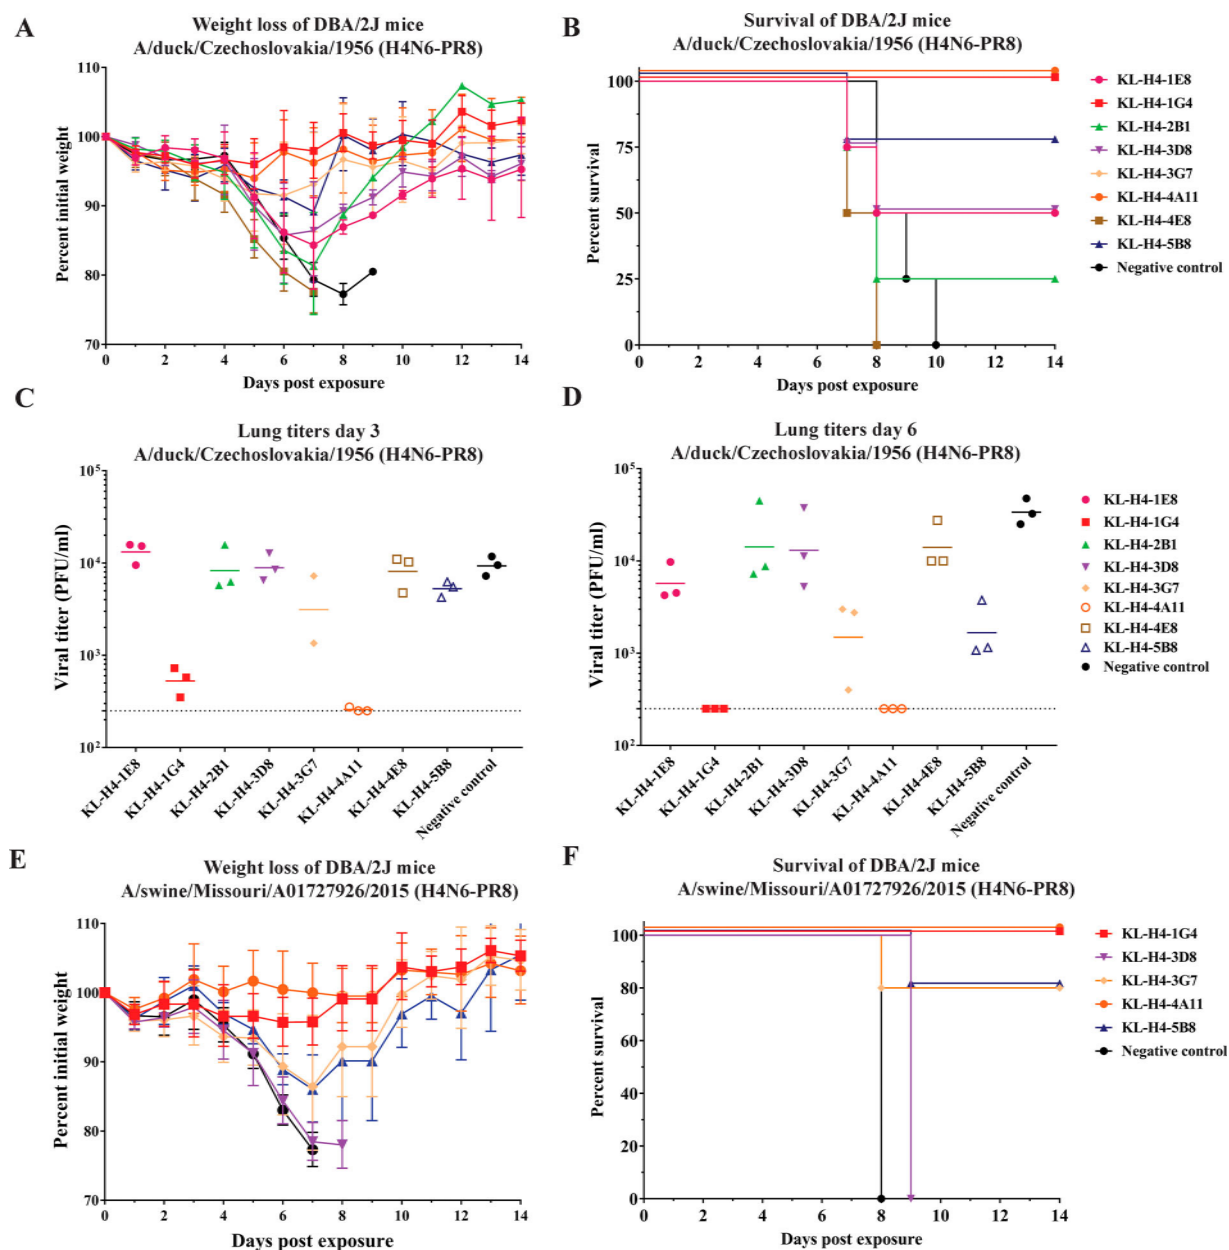 A
Weight loss of DBA/2J mice
A/duck/Czechoslovakia/1956 (H4N6-PR8)
110
100
90
80
70
Percent initial weight
0 2 4 6 8 10 12 14
Days post exposure
B
Survival of DBA/2J mice
A/duck/Czechoslovakia/1956 (H4N6-PR8)
100
75
50
25
0
Percent survival
0 2 4 6 8 10 12 14
Days post exposure
KL-H4-1E8
KL-H4-1G4
KL-H4-2B1
KL-H4-3D8
KL-H4-3G7
KL-H4-4A11
KL-H4-4E8
KL-H4-5B8
Negative control
C
Lung titers day 3
A/duck/Czechoslovakia/1956 (H4N6-PR8)
10⁵
10⁴
10³
10²
Viral titer (PFU/ml)
KL-H4-1E8
KL-H4-1G4
KL-H4-2B1
KL-H4-3D8
KL-H4-3G7
KL-H4-4A11
KL-H4-4E8
KL-H4-5B8
Negative control
D
Lung titers day 6
A/duck/Czechoslovakia/1956 (H4N6-PR8)
10⁵
10⁴
10³
10²
Viral titer (PFU/ml)
KL-H4-1E8
KL-H4-1G4
KL-H4-2B1
KL-H4-3D8
KL-H4-3G7
KL-H4-4A11
KL-H4-4E8
KL-H4-5B8
Negative control
KL-H4-1E8
KL-H4-1G4
KL-H4-2B1
KL-H4-3D8
KL-H4-3G7
KL-H4-4A11
KL-H4-4E8
KL-H4-5B8
Negative control
E
Weight loss of DBA/2J mice
A/swine/Missouri/A01727926/2015 (H4N6-PR8)
110
100
90
80
70
Percent initial weight
0 2 4 6 8 10 12 14
Days post exposure
F
Survival of DBA/2J mice
A/swine/Missouri/A01727926/2015 (H4N6-PR8)
100
80
60
40
20
0
Percent survival
0 2 4 6 8 10 12 14
Days post exposure
KL-H4-1G4
KL-H4-3D8
KL-H4-3G7
KL-H4-4A11
KL-H4-5B8
Negative control